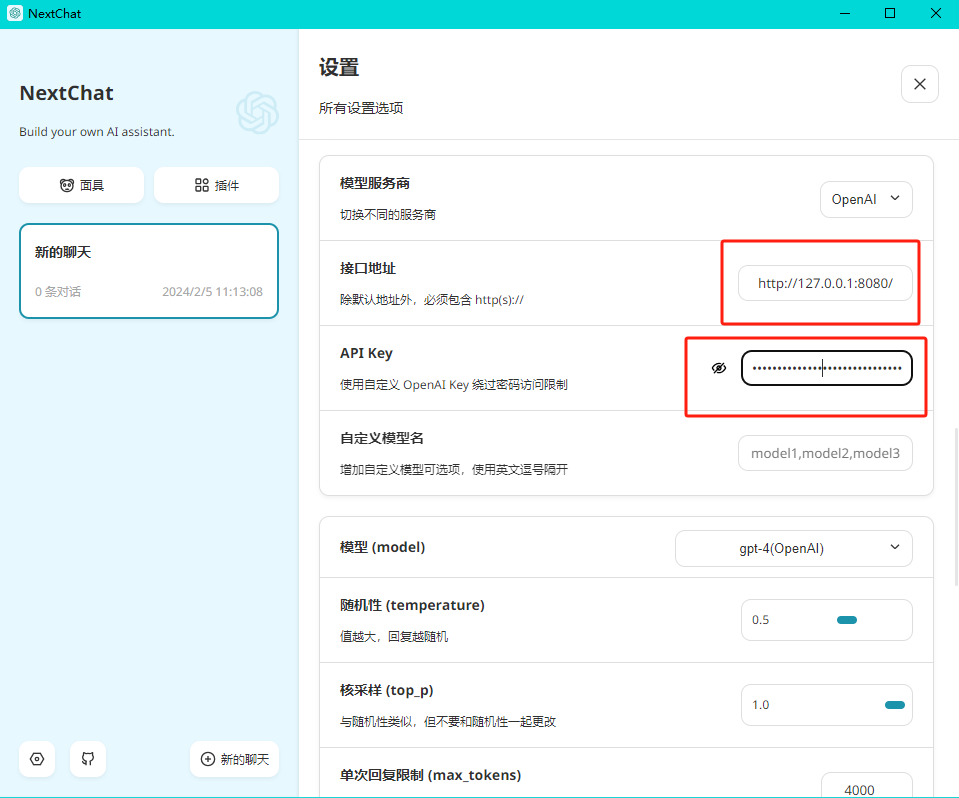 NextChat
NextChat
Build your own AI assistant.
面具
插件
新的聊天
0 条对话
2024/2/5 11:13:08
新的聊天
设置
所有设置选项
模型服务商
切换不同的服务商
OpenAI
接口地址
除默认地址外，必须包含 http(s)://
http://127.0.0.1:8080/
API Key
使用自定义 OpenAI Key 绕过密码访问限制
自定义模型名
增加自定义模型可选项，使用英文逗号隔开
model1,model2,model3
模型 (model)
gpt-4(OpenAI)
随机性 (temperature)
值越大，回复越随机
0.5
核采样 (top_p)
与随机性类似，但不要和随机性一起更改
1.0
单次回复限制 (max_tokens)
4000